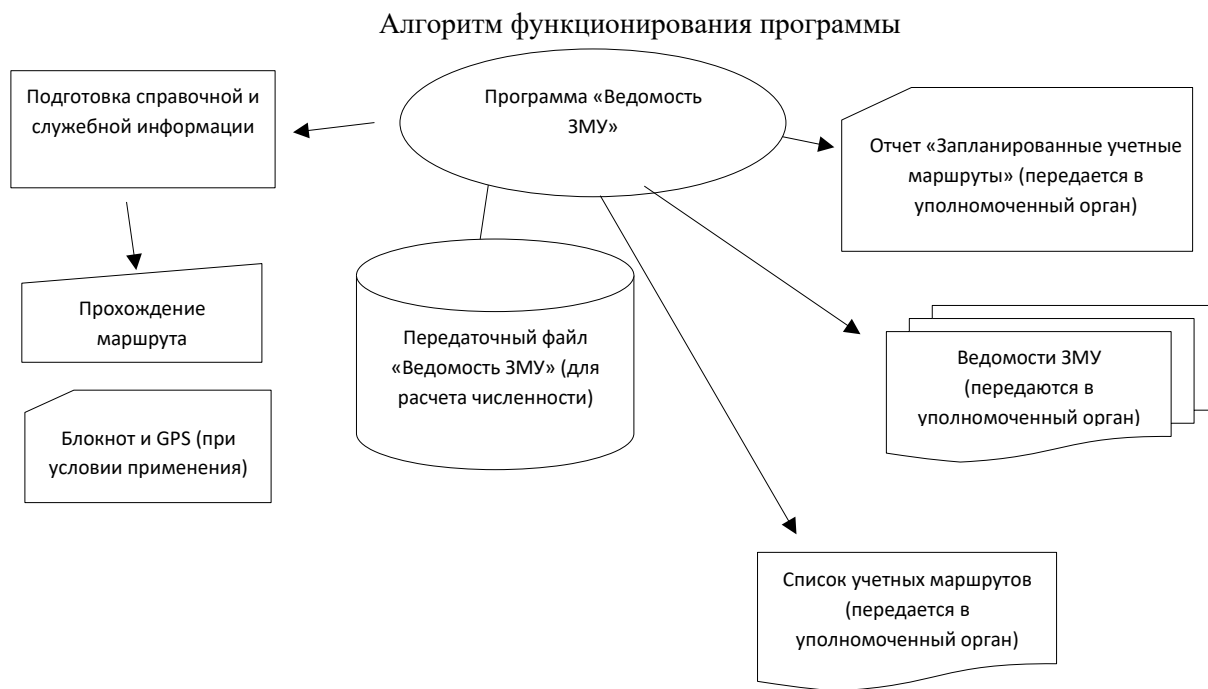 Алгоритм функционирования программы
Подготовка справочной и
служебной информации
Программа «Ведомость
ЗМУ»
Отчет «Запланированные учетные
маршруты» (передается в
уполномоченный орган)
Прохождение
маршрута
Передаточный файл
«Ведомость ЗМУ» (для
расчета численности)
Ведомости ЗМУ
(передаются в
уполномоченный орган)
Блокнот и GPS (при
условии применения)
Список учетных маршрутов
(передается в
уполномоченный орган)